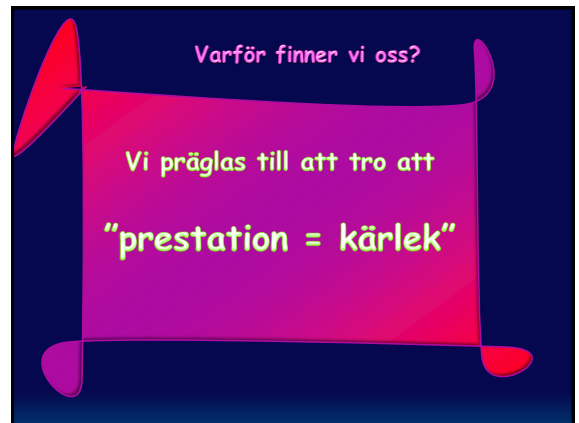 Varför finner vi oss?
Vi präglas till att tro att
”prestation = kärlek”